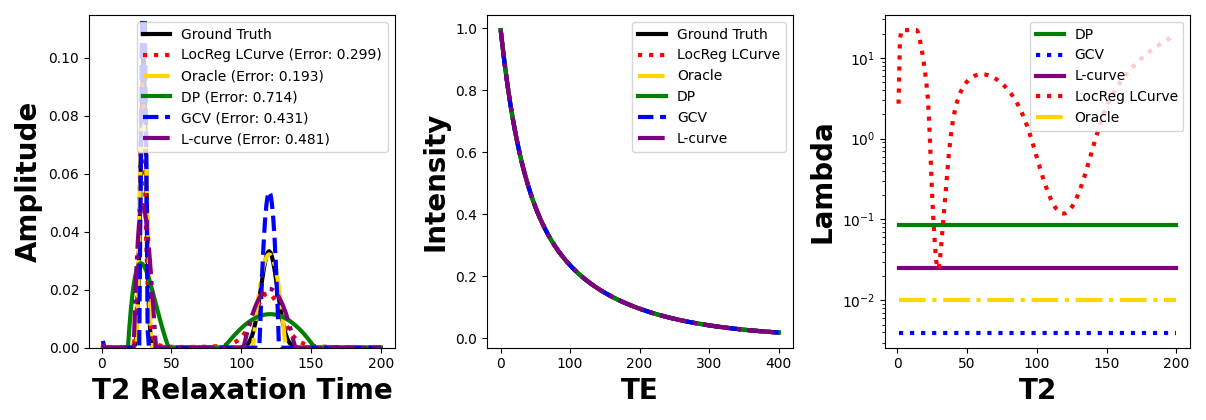 Amplitude
0.10
0.08
0.06
0.04
0.02
0.00
0 50 100 150 200
T2 Relaxation Time
Ground Truth
LocReg LCurve (Error: 0.299)
Oracle (Error: 0.193)
DP (Error: 0.714)
GCV (Error: 0.431)
L-curve (Error: 0.481)
Intensity
1.0
0.8
0.6
0.4
0.2
0.0
0 100 200 300 400
TE
Ground Truth
LocReg LCurve
Oracle
DP
GCV
L-curve
Lambda
10¹
10⁰
10⁻¹
10⁻²
0 50 100 150 200
T2
DP
GCV
L-curve
LocReg LCurve
Oracle